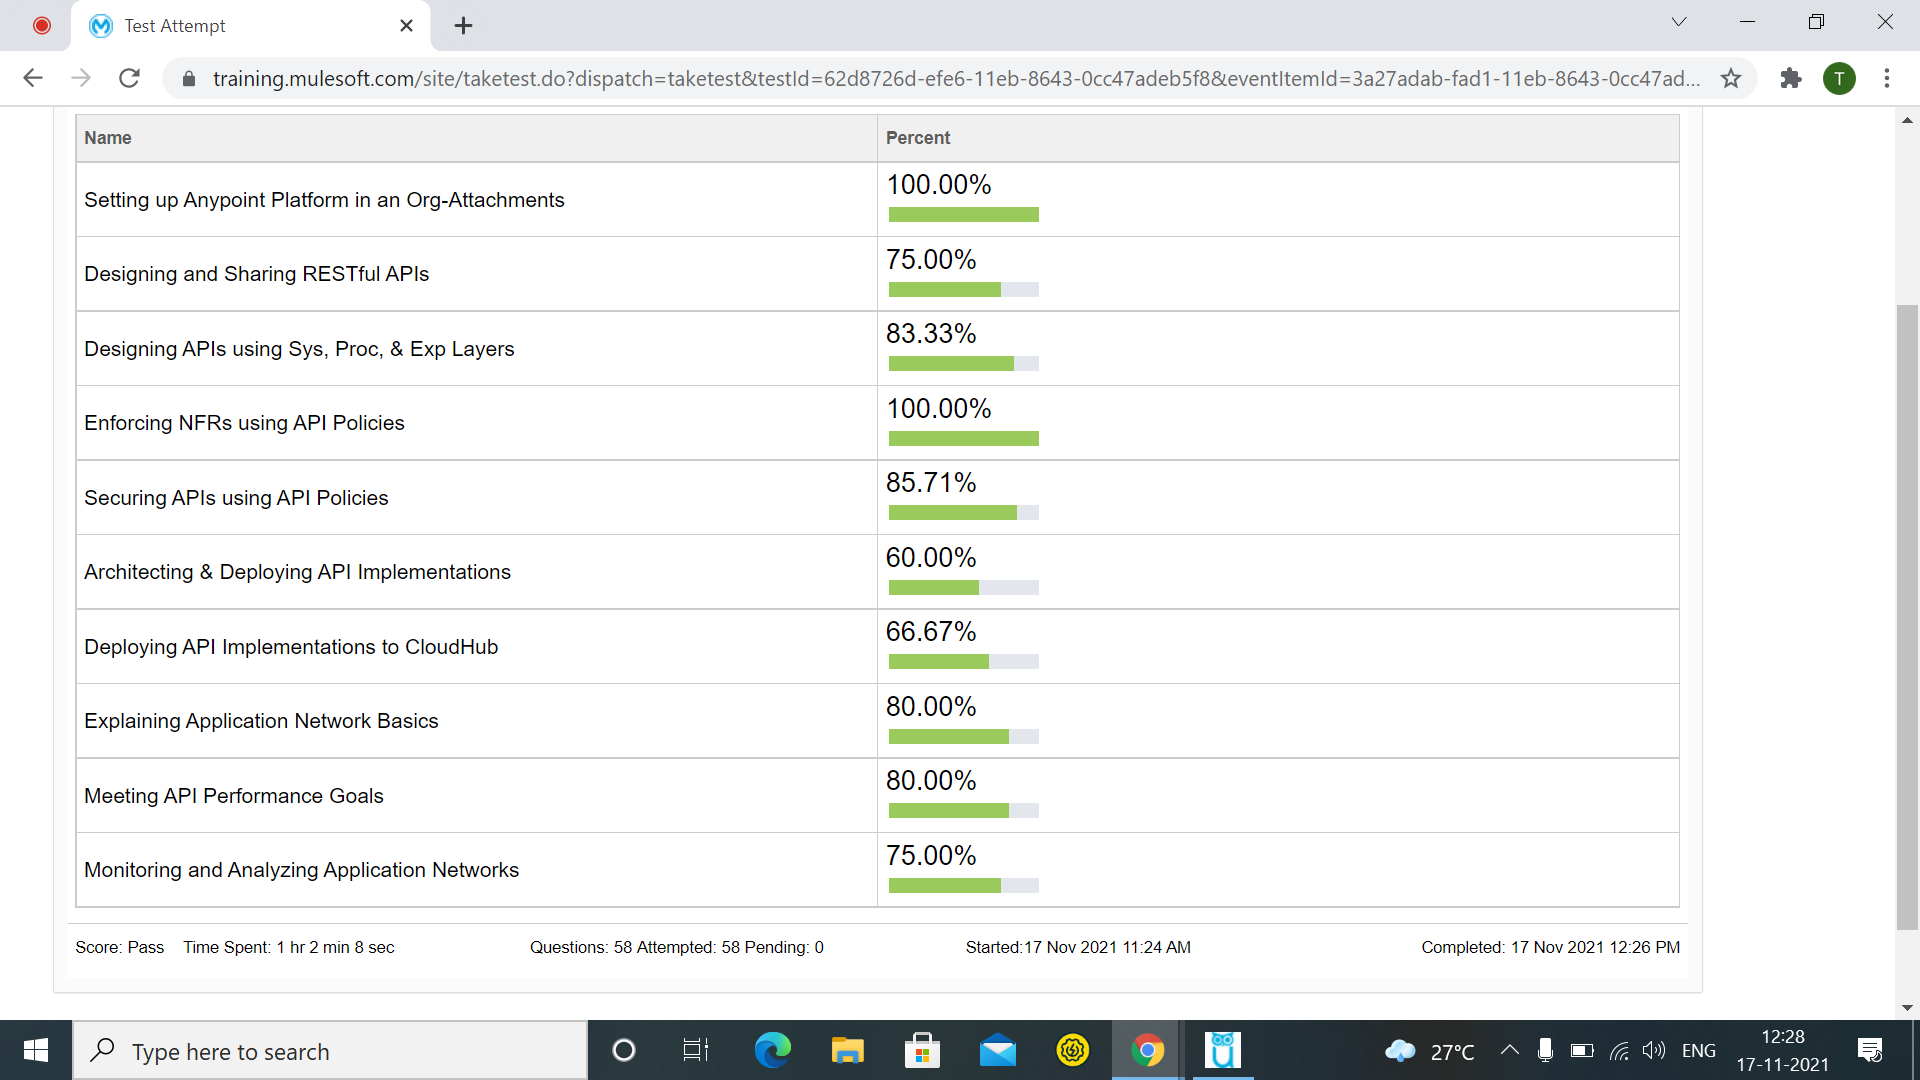 Test Attempt
training.mulesoft.com/site/taketest.do?dispatch=taketest&testId=62d8726d-efe6-11eb-8643-0cc47adeb5f8&eventItemId=3a27adab-fad1-11eb-8643-0cc47ad...
T
Name Percent
Setting up Anypoint Platform in an Org-Attachments 100.00%
Designing and Sharing RESTful APIs 75.00%
Designing APIs using Sys, Proc, & Exp Layers 83.33%
Enforcing NFRs using API Policies 100.00%
Securing APIs using API Policies 85.71%
Architecting & Deploying API Implementations 60.00%
Deploying API Implementations to CloudHub 66.67%
Explaining Application Network Basics 80.00%
Meeting API Performance Goals 80.00%
Monitoring and Analyzing Application Networks 75.00%
Score: Pass Time Spent: 1 hr 2 min 8 sec Questions: 58 Attempted: 58 Pending: 0 Started:17 Nov 2021 11:24 AM Completed: 17 Nov 2021 12:26 PM
Type here to search 27°C ENG 12:28
17-11-2021